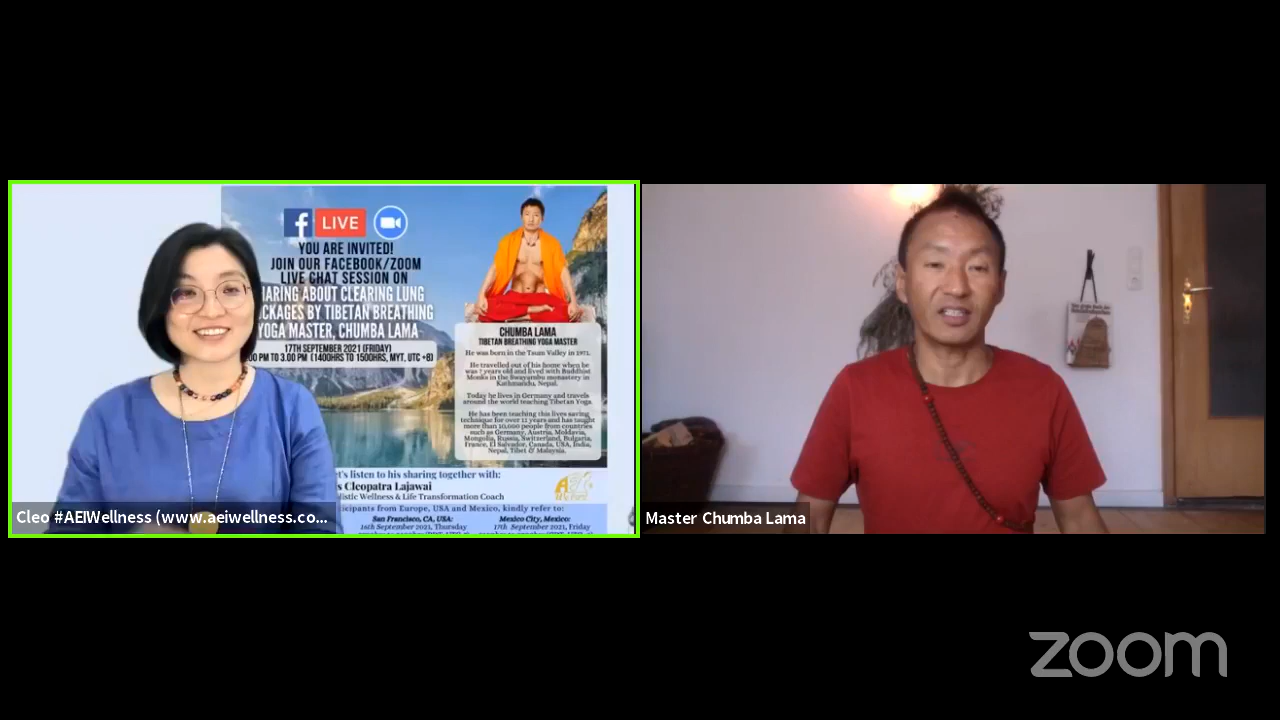 f LIVE
YOU ARE INVITED!
JOIN OUR FACEBOOK/ZOOM
LIVE CHAT SESSION ON
ARING ABOUT CLEARING LUNG
CKAGES BY TIBETAN BREATHING
YOGA MASTER, CHUMBA LAMA
17TH SEPTEMBER 2021 (FRIDAY)
00 PM TO 3.00 PM (1400HRS TO 1500HRS, MYT, UTC +8)
CHUMBA LAMA
TIBETAN BREATHING YOGA MASTER
He was born in the Tsum Valley in 1971.
He travelled out of his home when he
was 7 years old and lived with Buddhist
Monks in the Swayambu monastery in
Kathmandu, Nepal.
Today he lives in Germany and travels
around the world teaching Tibetan Yoga.
He has been teaching this lives saving
technique for over 11 years and has taught
more than 10,000 people from countries
such as Germany, Austria, Moldavia,
Mongolia, Russia, Switzerland, Bulgaria,
France, El Salvador, Canada, USA, India,
Nepal, Tibet & Malaysia.
et's listen to his sharing together with:
s Cleopatra Lajawai
listic Wellness & Life Transformation Coach
ticipants from Europe, USA and Mexico, kindly refer to:
San Francisco, CA, USA:
16th September 2021, Thursday
Mexico City, Mexico:
17th September 2021, Friday
Cleo #AEIWellness (www.aeiwellness.co...
Master Chumba Lama
zoom